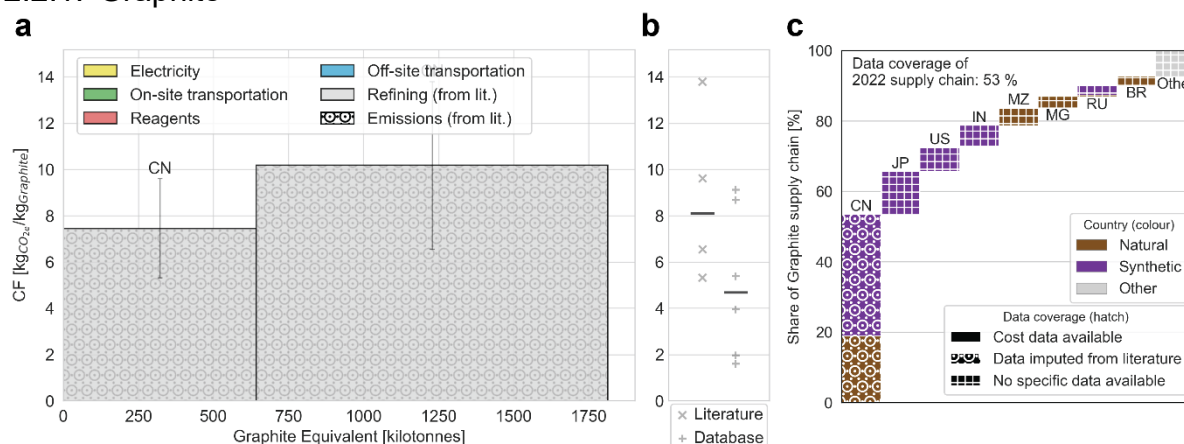 a
b
c
CF [kgCO2e/kgGraphite]
14
12
10
8
6
4
2
0
Electricity
On-site transportation
Reagents
Off-site transportation
Refining (from lit.)
Emissions (from lit.)
CN
0
250
500
750
1000
1250
1500
1750
Graphite Equivalent [kilotonnes]
14
12
10
8
6
4
2
0
Literature
Database
Share of Graphite supply chain [%]
100
80
60
40
20
0
Data coverage of
2022 supply chain: 53 %
CN
JP
US
IN
MZ
MG
RU
BR
Other
Country (colour)
Natural
Synthetic
Other
Data coverage (hatch)
Cost data available
Data imputed from literature
No specific data available